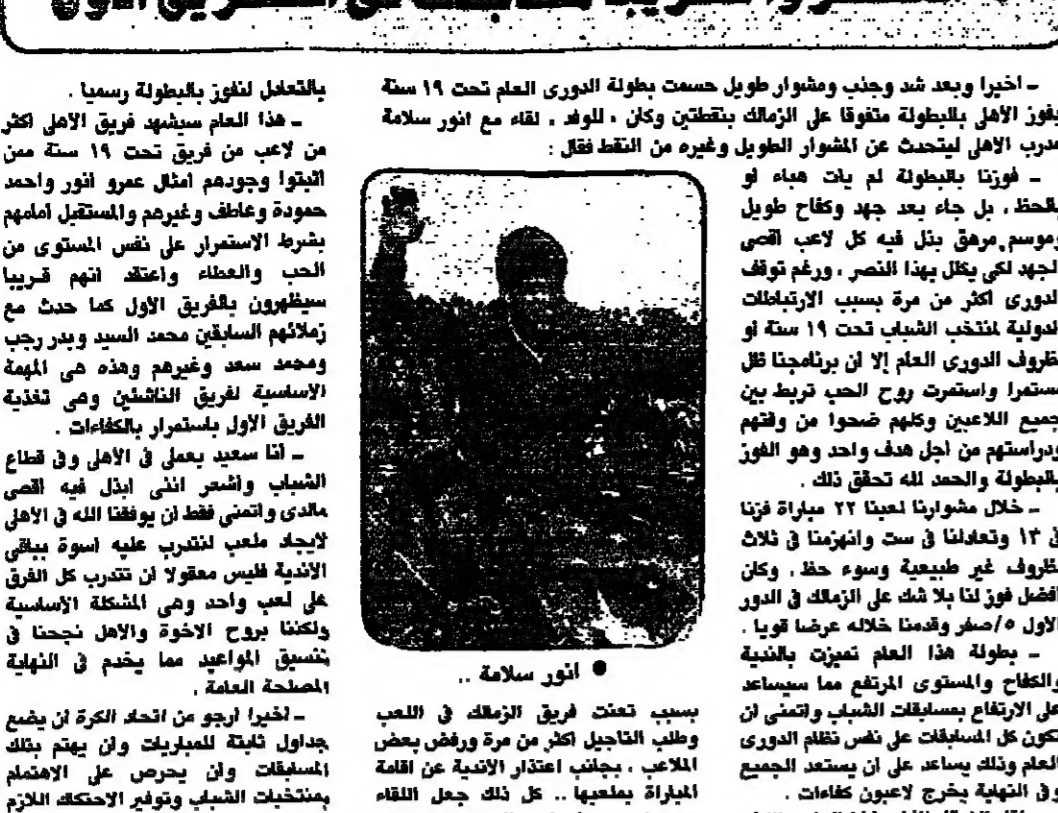 ـ اخيرا وبعد شد وجذب ومشوار طويل حسمت بطولة الدورى العام تحت ١٩ سنة
يفوز الأهلى بالبطولة متفوقا على الزمالك بنقطتين وكان ، للوفد ، لقاء مع انور سلامة
مدرب الاهلى ليتحدث عن المشوار الطويل وغيره من النقط فقال :
ـ فوزنا بالبطولة لم يات هباء او
بالحظ ، بل جاء بعد جهد وكفاح طويل
وموسم مرهق بذل فيه كل لاعب اقصى
الجهد لكى يكلل بهذا النصر ، ورغم توقف
الدورى اكثر من مرة بسبب الارتباطات
الدولية لمنتخب الشباب تحت ١٩ سنة او
لظروف الدورى العام إلا ان برنامجنا ظل
مستمرا واستمرت روح الحب تربط بين
جميع اللاعبين وكلهم ضحوا من وقتهم
ودراستهم من اجل هدف واحد وهو الفوز
بالبطولة والحمد لله تحقق ذلك .
ـ خلال مشوارنا لعبنا ٢٢ مباراة فزنا
فى ١٣ وتعادلنا فى ست وانهزمنا فى ثلاث
لظروف غير طبيعية وسوء حظ ، وكان
افضل فوز لنا بلا شك على الزمالك فى الدور
الاول ٥/صفر وقدمنا خلاله عرضا قويا .
ـ بطولة هذا العام تميزت بالندية
والكفاح والمستوى المرتفع مما سيساعد
على الارتفاع بمسابقات الشباب واتمنى ان
تكون كل المسابقات على نفس نظام الدورى
العام وذلك يساعد على أن يستعد الجميع
وفى النهاية يخرج لاعبون كفاءات .
● انور سلامة ..
بسبب تعنت فريق الزمالك فى اللعب
وطلب التاجيل اكثر من مرة ورفض بعض
الملاعب ، بجانب اعتذار الاندية عن اقامة
المباراة بملعبها .. كل ذلك جعل اللقاء
بالتعادل لنفوز بالبطولة رسميا .
ـ هذا العام سيشهد فريق الاهلى اكثر
من لاعب من فريق تحت ١٩ سنة ممن
اثبتوا وجودهم امثال عمرو انور واحمد
حمودة وعاطف وغيرهم والمستقبل امامهم
بشرط الاستمرار على نفس المستوى من
الحب والعطاء واعتقد انهم قريبا
سيظهرون بالفريق الاول كما حدث مع
زملائهم السابقين محمد السيد وبدر رجب
ومحمد سعد وغيرهم وهذه هى المهمة
الاساسية لفريق الناشئين وهى تغذية
الفريق الاول باستمرار بالكفاءات .
ـ انا سعيد بعملى فى الأهلى وفى قطاع
الشباب واشعر اننى ابذل فيه اقصى
مالدى واتمنى فقط ان يوفقنا الله فى الأهلى
لايجاد ملعب لنتدرب عليه اسوة بباقى
الاندية فليس معقولا ان تتدرب كل الفرق
على لعب واحد وهى المشكلة الأساسية
ولكننا بروح الاخوة والاهل نجحنا فى
تنسيق المواعيد مما يخدم فى النهاية
المصلحة العامة .
ـ اخيرا ارجو من اتحاد الكرة ان يضع
جداول ثابتة للمباريات وان يهتم بتلك
المسابقات وان يحرص على الاهتمام
بمنتخبات الشباب وتوفير الاحتكاك اللازم